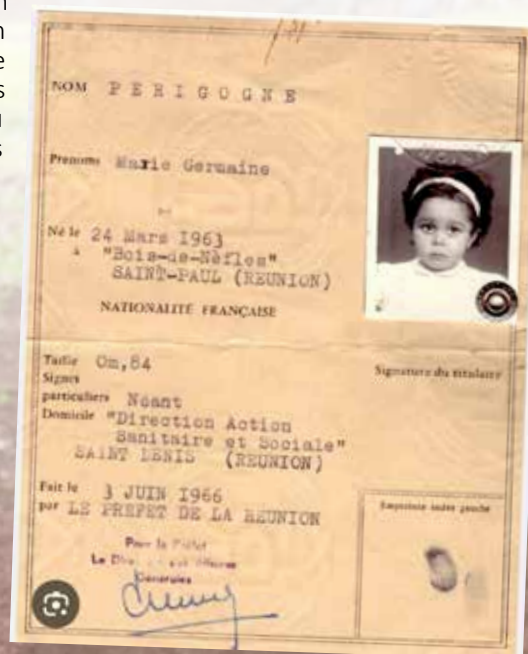 NOM PERIGOGNE
Prénoms Marie Germaine
Né le 24 Mars 1963
à "Bois-de-Nèfles"
SAINT-PAUL (REUNION)
NATIONALITÉ FRANÇAISE
Taille 0m,84
Signature du titulaire
Signes
particuliers Néant
Domicile "Direction Action
Sanitaire et Sociale"
SAINT DENIS (REUNION)
Fait le 3 JUIN 1966
par LE PREFET DE LA REUNION
Empreinte index gauche
Pour le Préfet
Le
Générales